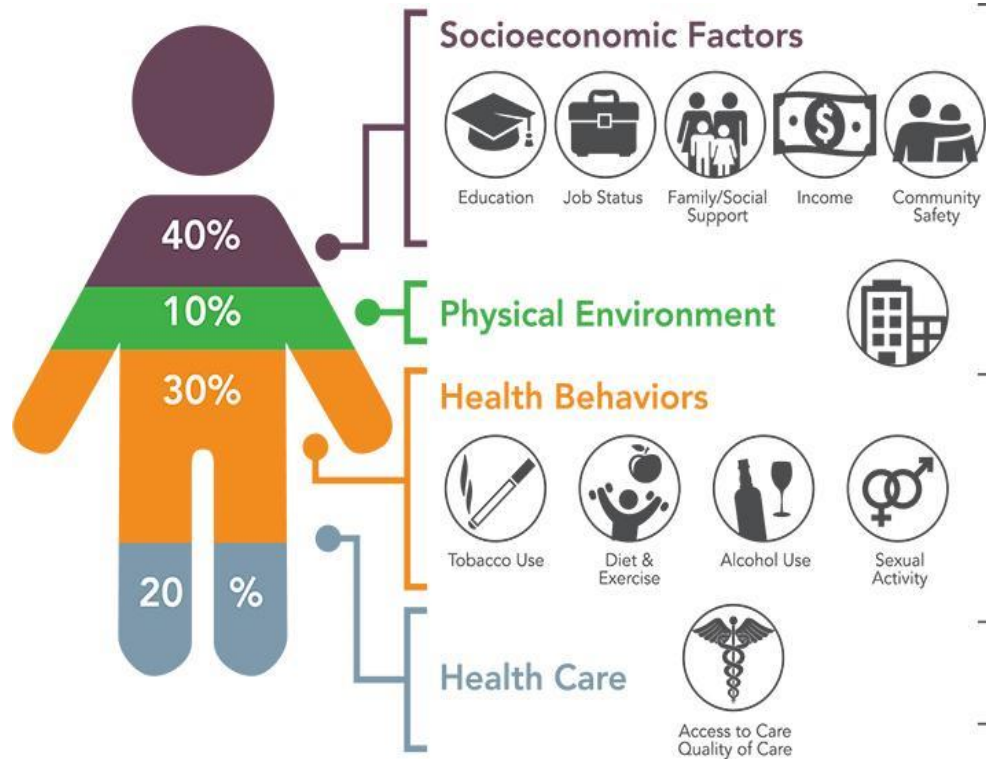 Socioeconomic Factors
Education
Job Status
Family/Social
Support
Income
Community
Safety
40%
10%
Physical Environment
30%
Health Behaviors
Tobacco Use
Diet &
Exercise
Alcohol Use
Sexual
Activity
20 %
Health Care
Access to Care
Quality of Care